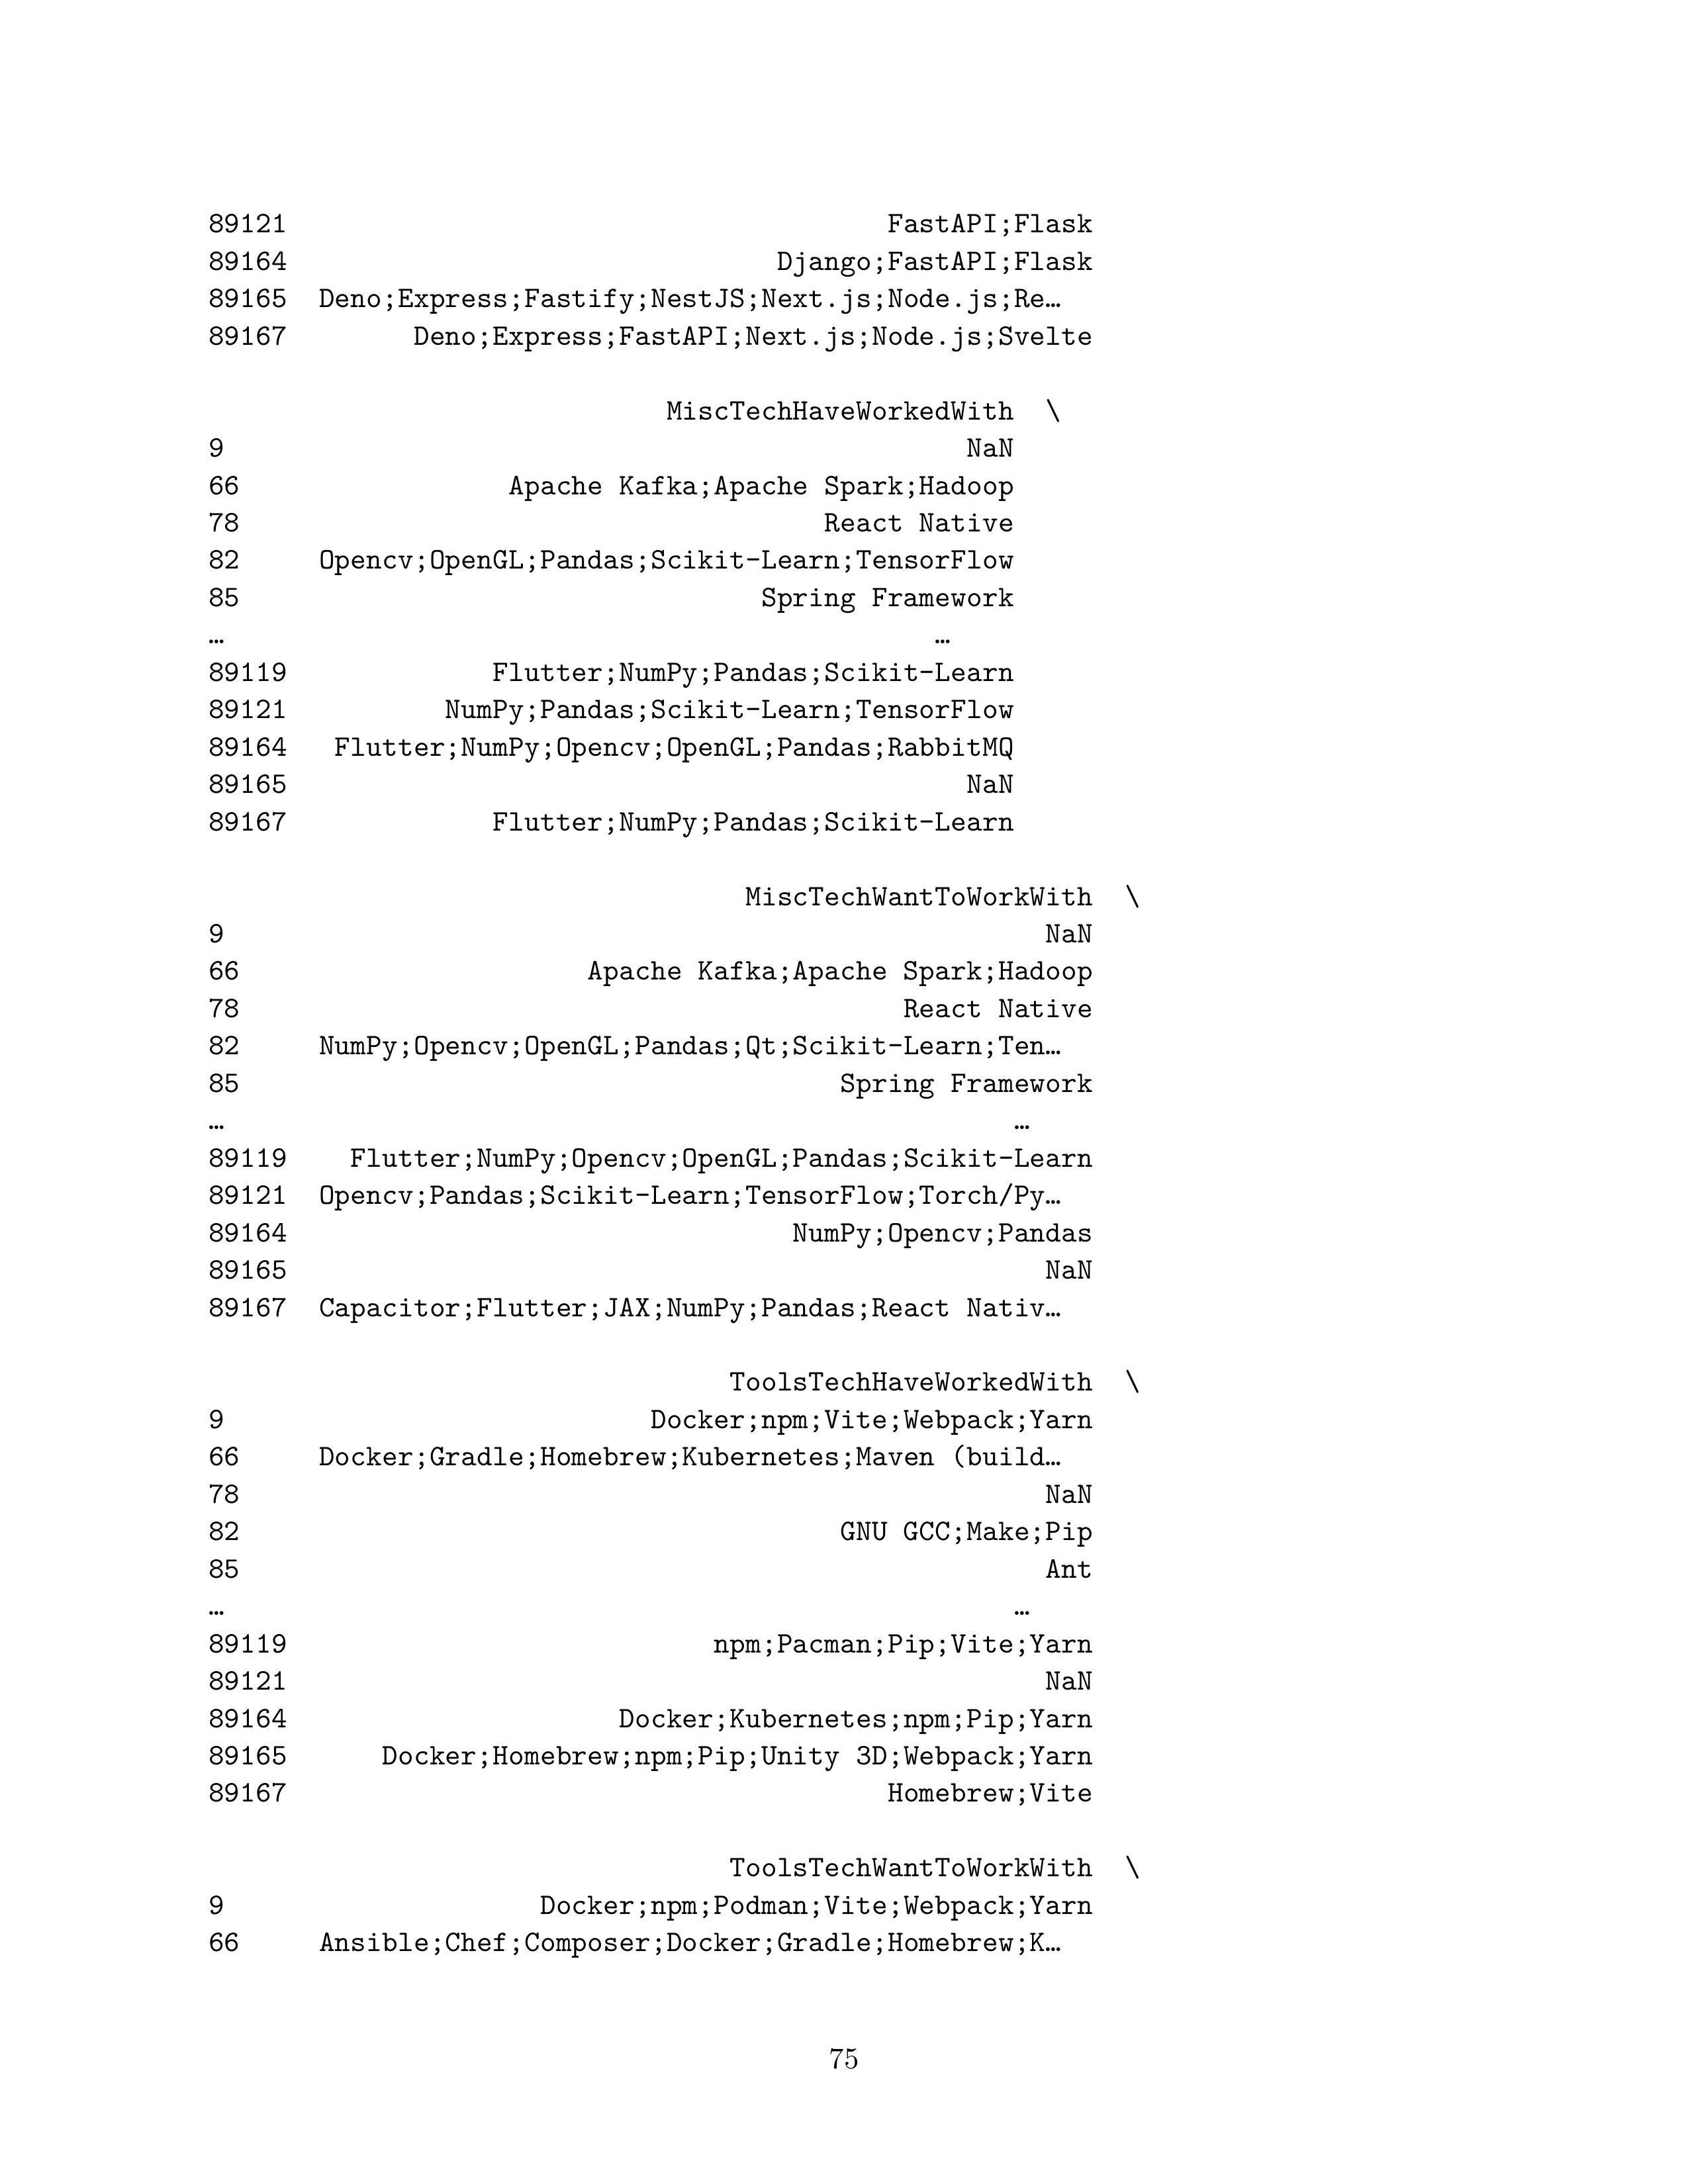 89121 FastAPI;Flask
89164 Django;FastAPI;Flask
89165 Deno;Express;Fastify;NestJS;Next.js;Node.js;Re…
89167 Deno;Express;FastAPI;Next.js;Node.js;Svelte
MiscTechHaveWorkedWith \
9 NaN
66 Apache Kafka;Apache Spark;Hadoop
78 React Native
82 Opencv;OpenGL;Pandas;Scikit-Learn;TensorFlow
85 Spring Framework
… …
89119 Flutter;NumPy;Pandas;Scikit-Learn
89121 NumPy;Pandas;Scikit-Learn;TensorFlow
89164 Flutter;NumPy;Opencv;OpenGL;Pandas;RabbitMQ
89165 NaN
89167 Flutter;NumPy;Pandas;Scikit-Learn
MiscTechWantToWorkWith \
9 NaN
66 Apache Kafka;Apache Spark;Hadoop
78 React Native
82 NumPy;Opencv;OpenGL;Pandas;Qt;Scikit-Learn;Ten…
85 Spring Framework
… …
89119 Flutter;NumPy;Opencv;OpenGL;Pandas;Scikit-Learn
89121 Opencv;Pandas;Scikit-Learn;TensorFlow;Torch/Py…
89164 NumPy;Opencv;Pandas
89165 NaN
89167 Capacitor;Flutter;JAX;NumPy;Pandas;React Nativ…
ToolsTechHaveWorkedWith \
9 Docker;npm;Vite;Webpack;Yarn
66 Docker;Gradle;Homebrew;Kubernetes;Maven (build…
78 NaN
82 GNU GCC;Make;Pip
85 Ant
… …
89119 npm;Pacman;Pip;Vite;Yarn
89121 NaN
89164 Docker;Kubernetes;npm;Pip;Yarn
89165 Docker;Homebrew;npm;Pip;Unity 3D;Webpack;Yarn
89167 Homebrew;Vite
ToolsTechWantToWorkWith \
9 Docker;npm;Podman;Vite;Webpack;Yarn
66 Ansible;Chef;Composer;Docker;Gradle;Homebrew;K…
75